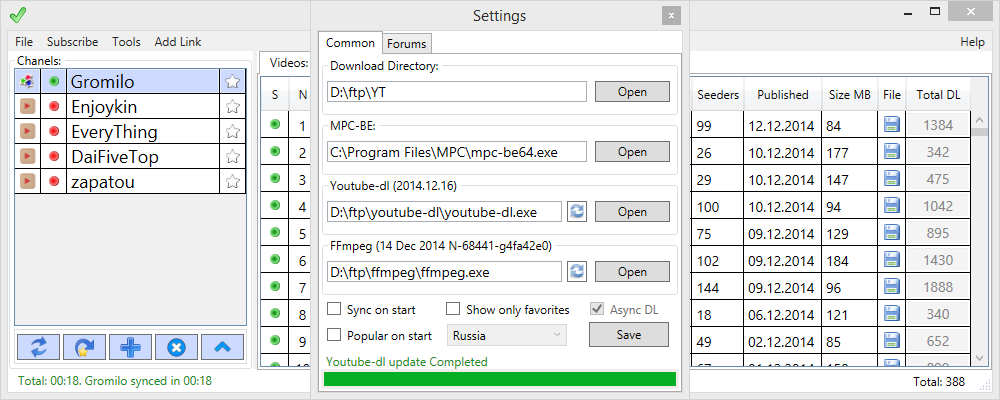 Settings
x
File Subscribe Tools Add Link
Help
Chanels:
Gromilo
Enjoykin
EveryThing
DaiFiveTop
zapatou
Total: 00:18. Gromilo synced in 00:18
Videos:
S N
1
2
3
4
5
6
7
8
9
Common Forums
Download Directory:
D:\ftp\YT Open
MPC-BE:
C:\Program Files\MPC\mpc-be64.exe Open
Youtube-dl (2014.12.16)
D:\ftp\youtube-dl\youtube-dl.exe Open
FFmpeg (14 Dec 2014 N-68441-g4fa42e0)
D:\ftp\ffmpeg\ffmpeg.exe Open
Sync on start Show only favorites Async DL
Popular on start Russia Save
Youtube-dl update Completed
Seeders Published Size MB File Total DL
99 12.12.2014 84 1384
26 10.12.2014 177 342
29 10.12.2014 147 475
100 10.12.2014 94 1042
75 09.12.2014 129 895
102 09.12.2014 184 1430
144 09.12.2014 96 1888
18 06.12.2014 121 340
49 02.12.2014 85 652
Total: 388